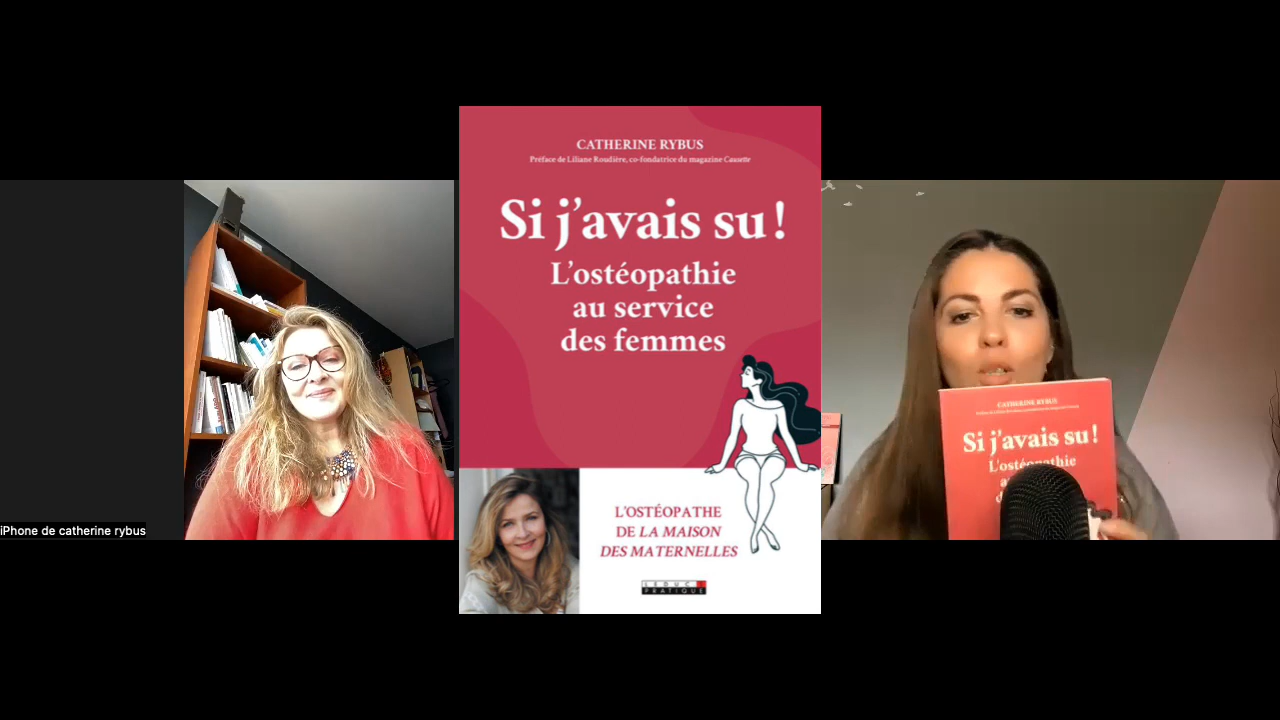 CATHERINE RYBUS
Préface de Liliane Roudière, co-fondatrice du magazine Causette
Si j'avais su !
L'ostéopathie
au service
des femmes
L'OSTÉOPATHE
DE LA MAISON
DES MATERNELLES
LEDUC
PRATIQUE
iPhone de catherine rybus
CATHERINE RYBUS
Si j'avais su !
L'ostéopathie